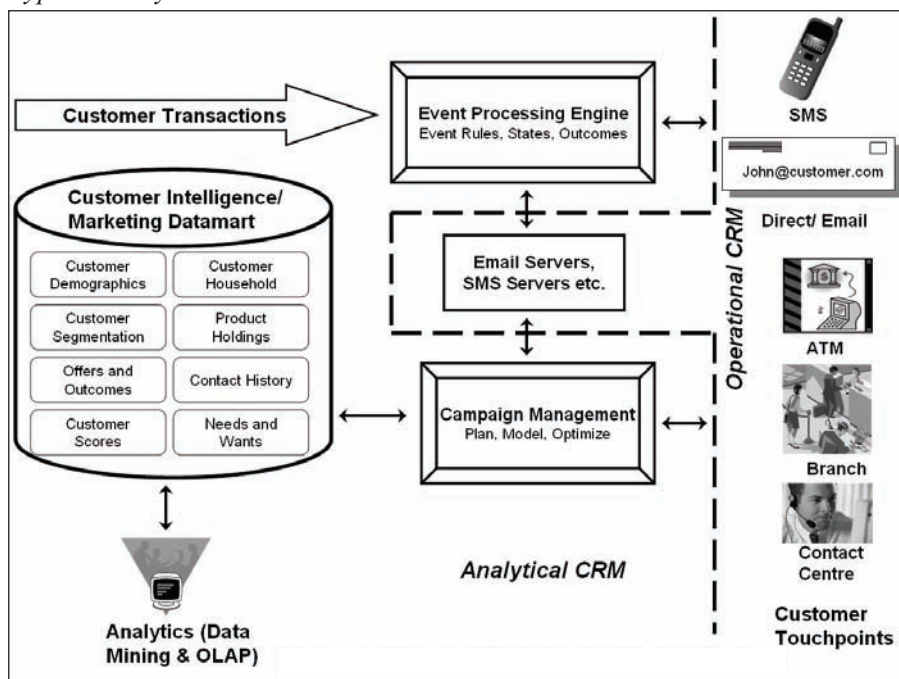 Customer Transactions
Event Processing Engine
Event Rules, States, Outcomes
SMS
John@customer.com
Direct/ Email
Customer Intelligence/
Marketing Datamart
Customer
Demographics
Customer
Household
Customer
Segmentation
Product
Holdings
Offers and
Outcomes
Contact History
Customer
Scores
Needs and
Wants
Email Servers,
SMS Servers etc.
Operational CRM
ATM
Campaign Management
Plan, Model, Optimize
Branch
Contact
Centre
Analytical CRM
Analytics (Data
Mining & OLAP)
Customer
Touchpoints